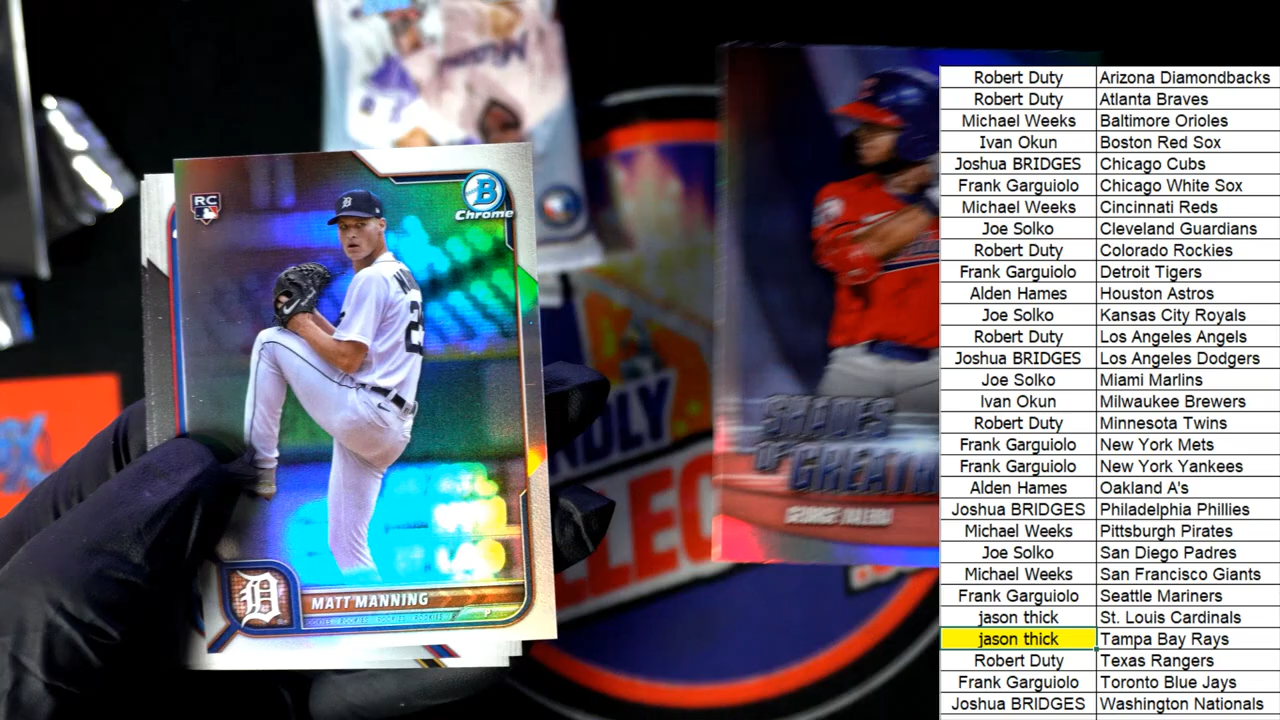 RC
B
Chrome
MATT MANNING
P
D
SHADES
OF GREATN
Robert Duty Arizona Diamondbacks
Robert Duty Atlanta Braves
Michael Weeks Baltimore Orioles
Ivan Okun Boston Red Sox
Joshua BRIDGES Chicago Cubs
Frank Garguiolo Chicago White Sox
Michael Weeks Cincinnati Reds
Joe Solko Cleveland Guardians
Robert Duty Colorado Rockies
Frank Garguiolo Detroit Tigers
Alden Hames Houston Astros
Joe Solko Kansas City Royals
Robert Duty Los Angeles Angels
Joshua BRIDGES Los Angeles Dodgers
Joe Solko Miami Marlins
Ivan Okun Milwaukee Brewers
Robert Duty Minnesota Twins
Frank Garguiolo New York Mets
Frank Garguiolo New York Yankees
Alden Hames Oakland A's
Joshua BRIDGES Philadelphia Phillies
Michael Weeks Pittsburgh Pirates
Joe Solko San Diego Padres
Michael Weeks San Francisco Giants
Frank Garguiolo Seattle Mariners
jason thick St. Louis Cardinals
jason thick Tampa Bay Rays
Robert Duty Texas Rangers
Frank Garguiolo Toronto Blue Jays
Joshua BRIDGES Washington Nationals